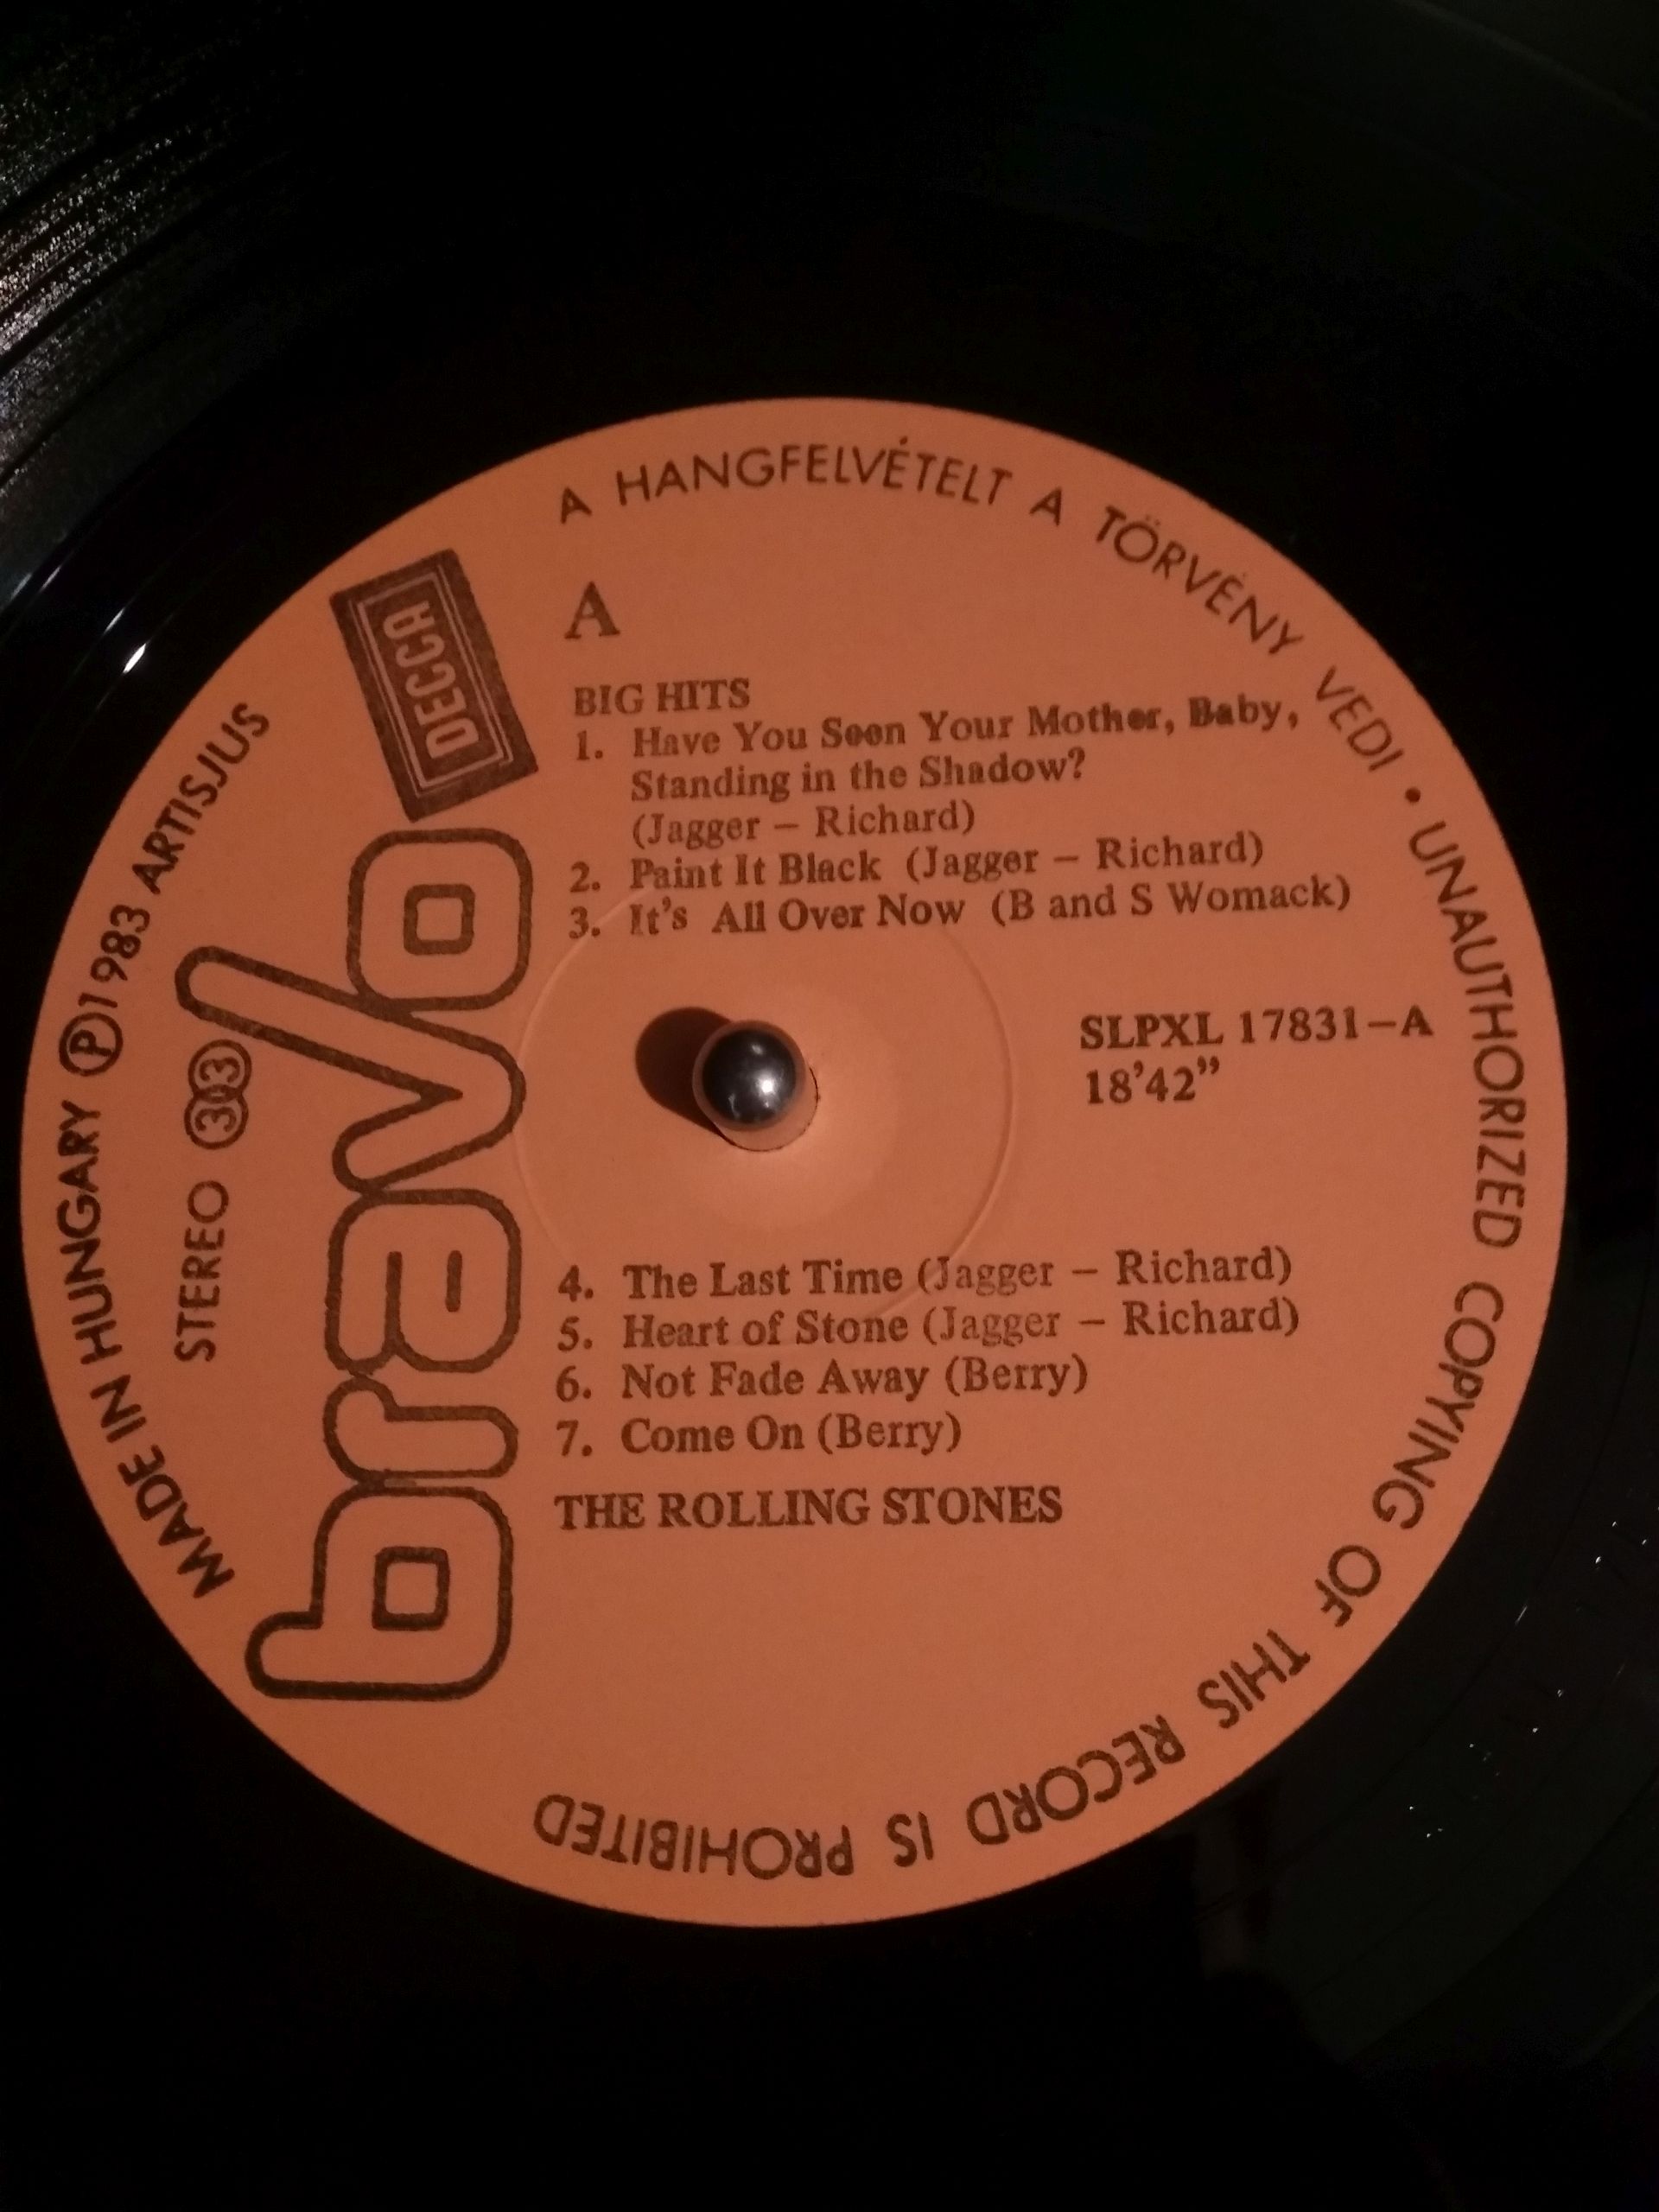 A HANGFELVÉTELT A TÖRVÉNY VEDI • UNAUTHORIZED COPYING OF THIS RECORD IS PROHIBITED
MADE IN HUNGARY Ⓟ1983 ARTISJUS
STEREO 33
bravo
DECCA
A
BIG HITS
1. Have You Seen Your Mother, Baby,
Standing in the Shadow?
(Jagger – Richard)
2. Paint It Black (Jagger – Richard)
3. It's All Over Now (B and S Womack)
SLPXL 17831–A
18'42"
4. The Last Time (Jagger – Richard)
5. Heart of Stone (Jagger – Richard)
6. Not Fade Away (Berry)
7. Come On (Berry)
THE ROLLING STONES